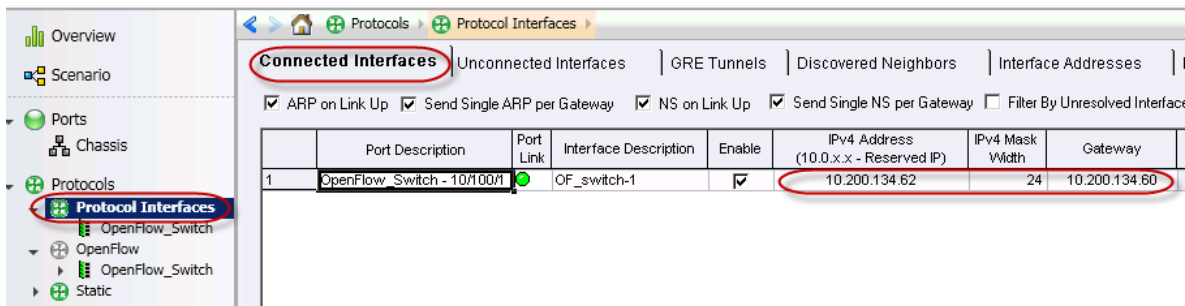 Overview
Scenario
Ports
Chassis
Protocols
Protocol Interfaces
OpenFlow_Switch
OpenFlow
OpenFlow_Switch
Static
Protocols Protocol Interfaces
Connected Interfaces Unconnected Interfaces GRE Tunnels Discovered Neighbors Interface Addresses
ARP on Link Up Send Single ARP per Gateway NS on Link Up Send Single NS per Gateway Filter By Unresolved Interface
Port Description Port Link Interface Description Enable IPv4 Address (10.0.x.x - Reserved IP) IPv4 Mask Width Gateway
1 OpenFlow_Switch - 10/100/1 OF_switch-1 10.200.134.62 24 10.200.134.60